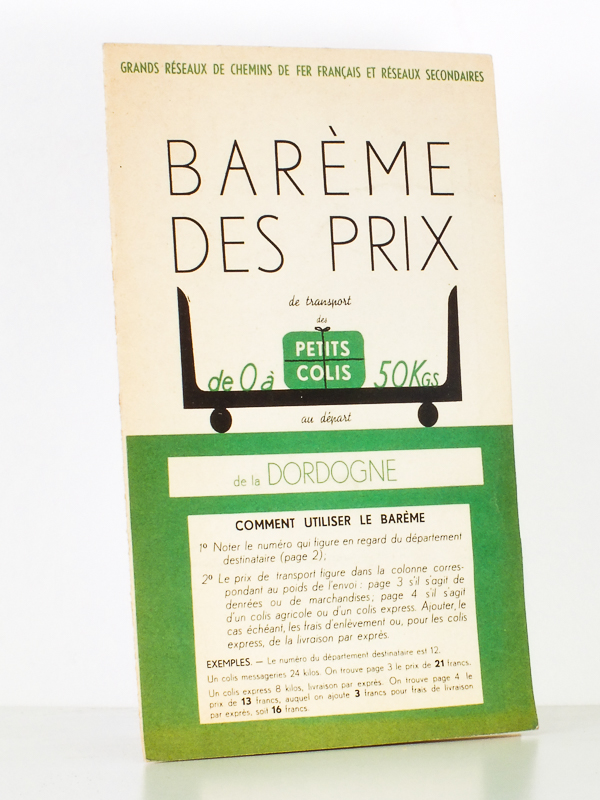 GRANDS RÉSEAUX DE CHEMINS DE FER FRANÇAIS ET RÉSEAUX SECONDAIRES
BARÈME
DES PRIX
de transport
des
PETITS
COLIS
de 0 à 50 KGS
au départ
de la DORDOGNE
COMMENT UTILISER LE BARÈME
1º Noter le numéro qui figure en regard du département
destinataire (page 2);
2º Le prix de transport figure dans la colonne corres-
pondant au poids de l'envoi : page 3 s'il s'agit de
denrées ou de marchandises; page 4 s'il s'agit
d'un colis agricole ou d'un colis express. Ajouter, le
cas échéant, les frais d'enlèvement ou, pour les colis
express, de la livraison par exprès.
EXEMPLES. — Le numéro du département destinataire est 12.
Un colis messageries 24 kilos. On trouve page 3 le prix de 21 francs.
Un colis express 8 kilos, livraison par exprès. On trouve page 4 le
prix de 13 francs, auquel on ajoute 3 francs pour frais de livraison
par exprès, soit 16 francs.